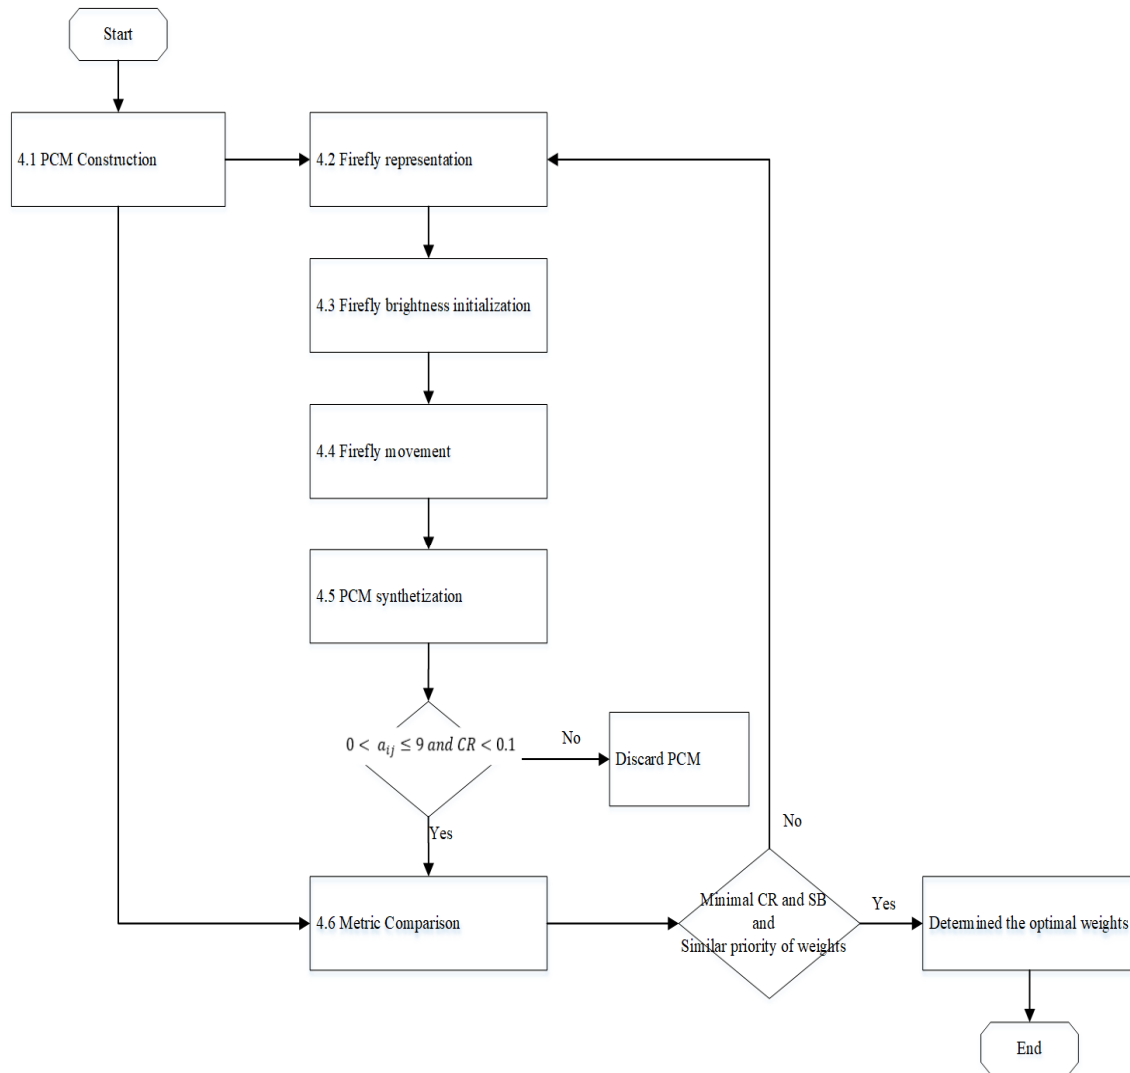 Start
4.1 PCM Construction
4.2 Firefly representation
4.3 Firefly brightness initialization
4.4 Firefly movement
4.5 PCM synthetization
0 < a_{ij} ≤ 9 and CR < 0.1
No
Discard PCM
Yes
4.6 Metric Comparison
No
Minimal CR and SB
and
Similar priority of weights
Yes
Determined the optimal weights
End